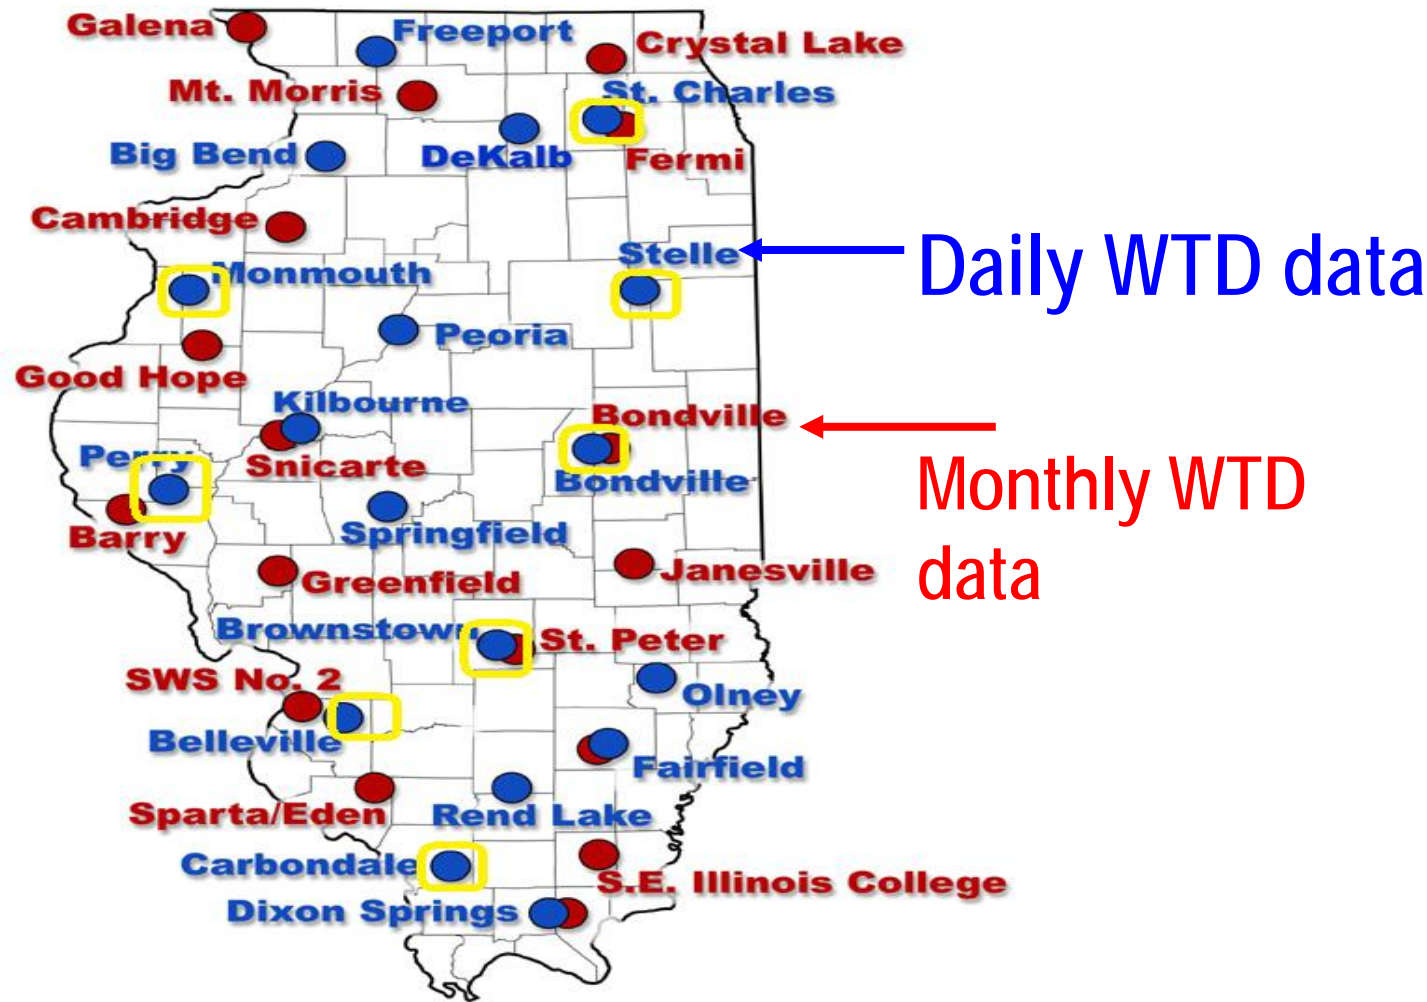 Galena
Freeport
Crystal Lake
Mt. Morris
St. Charles
Big Bend
DeKalb
Fermi
Cambridge
Stelle
Daily WTD data
Monmouth
Peoria
Good Hope
Kilbourne
Bondville
Perry
Snicarte
Bondville
Monthly WTD
data
Springfield
Barry
Greenfield
Janesville
Brownstown
St. Peter
SWS No. 2
Olney
Belleville
Fairfield
Sparta/Eden
Rend Lake
Carbondale
S.E. Illinois College
Dixon Springs